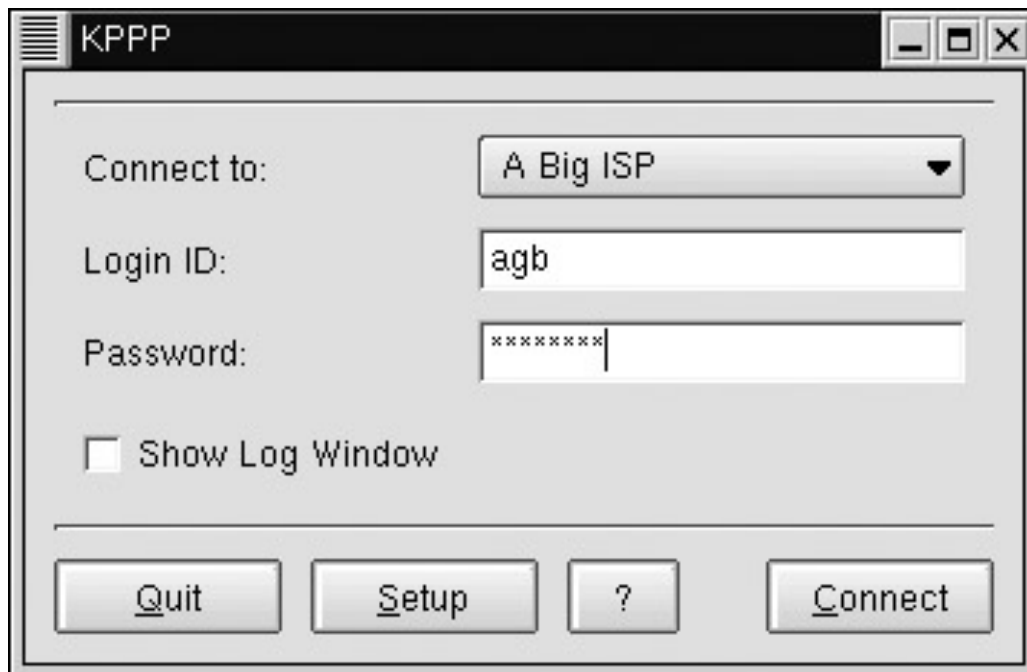 KPPP
Connect to: A Big ISP
Login ID: agb
Password: ********
Show Log Window
Quit Setup ? Connect